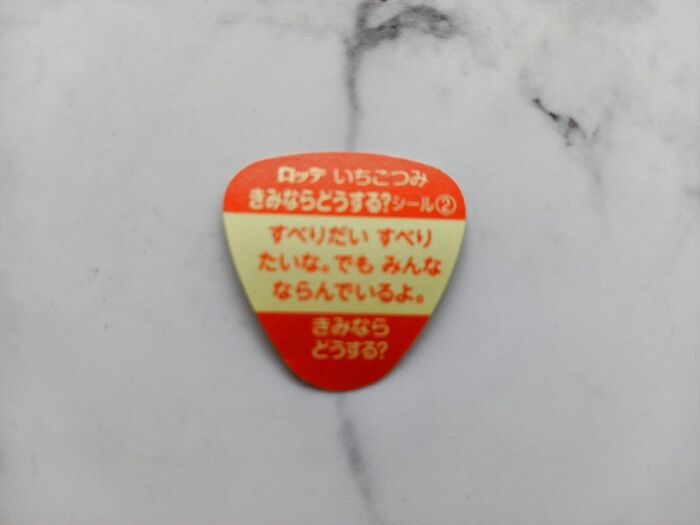 ロッテ いちごつみ
きみならどうする?シール②
すべりだい すべり
たいな。でも みんな
ならんでいるよ。
きみなら
どうする?